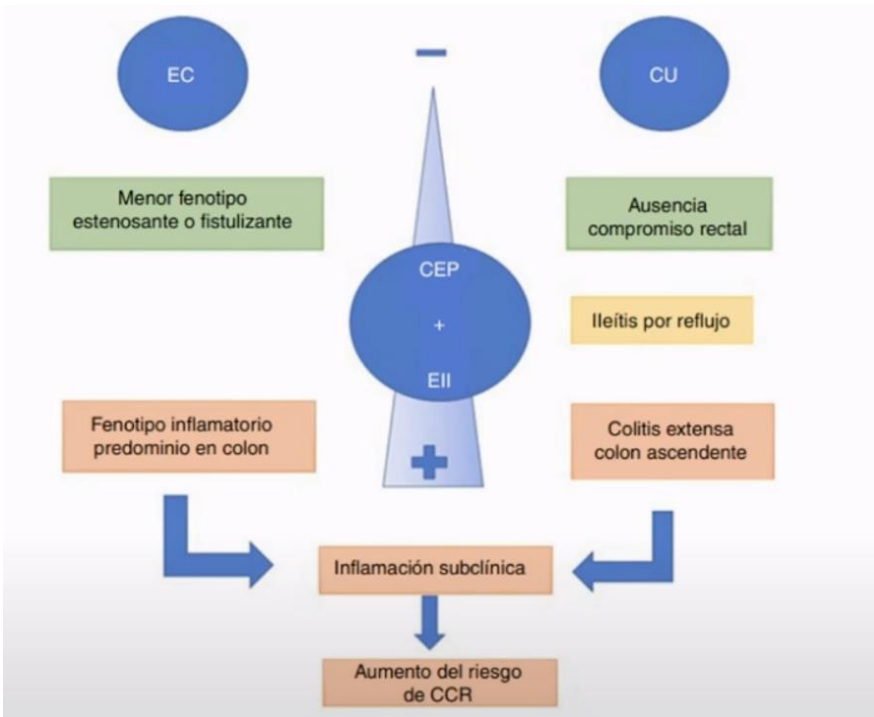 EC
CU
Menor fenotipo
estenosante o fistulizante
Ausencia
compromiso rectal
CEP
+
EII
Ileítis por reflujo
Fenotipo inflamatorio
predominio en colon
Colitis extensa
colon ascendente
Inflamación subclínica
Aumento del riesgo
de CCR